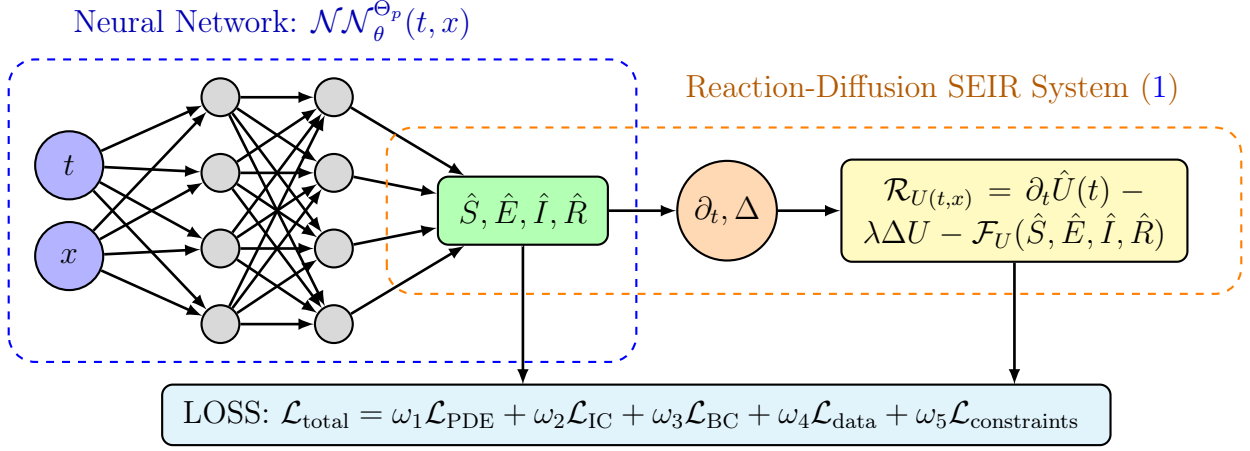 Neural Network: $\mathcal{NN}_{\theta}^{\Theta_p}(t, x)$
Reaction-Diffusion SEIR System (1)
$t$
$x$
$\hat{S}, \hat{E}, \hat{I}, \hat{R}$
$\partial_t, \Delta$
$\mathcal{R}_{U(t,x)} = \partial_t \hat{U}(t) -$
$\lambda \Delta U - \mathcal{F}_U(\hat{S}, \hat{E}, \hat{I}, \hat{R})$
LOSS: $\mathcal{L}_{\text{total}} = \omega_1 \mathcal{L}_{\text{PDE}} + \omega_2 \mathcal{L}_{\text{IC}} + \omega_3 \mathcal{L}_{\text{BC}} + \omega_4 \mathcal{L}_{\text{data}} + \omega_5 \mathcal{L}_{\text{constraints}}$